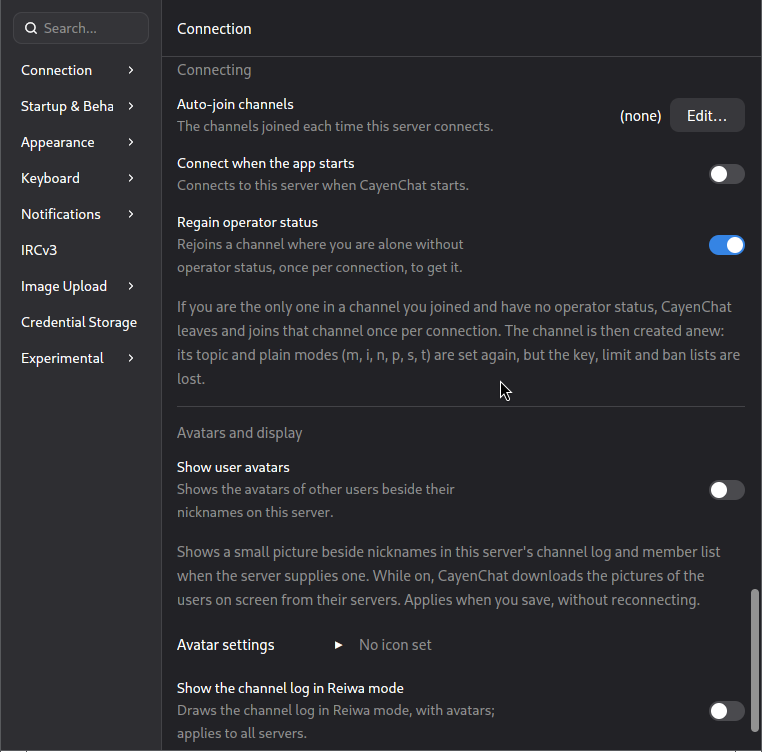 Search...
Connection
Connection
Startup & Beha
Appearance
Keyboard
Notifications
IRCv3
Image Upload
Credential Storage
Experimental
Connecting
Auto-join channels
The channels joined each time this server connects.
(none)
Edit...
Connect when the app starts
Connects to this server when CayenChat starts.
Regain operator status
Rejoins a channel where you are alone without
operator status, once per connection, to get it.
If you are the only one in a channel you joined and have no operator status, CayenChat
leaves and joins that channel once per connection. The channel is then created anew:
its topic and plain modes (m, i, n, p, s, t) are set again, but the key, limit and ban lists are
lost.
Avatars and display
Show user avatars
Shows the avatars of other users beside their
nicknames on this server.
Shows a small picture beside nicknames in this server's channel log and member list
when the server supplies one. While on, CayenChat downloads the pictures of the
users on screen from their servers. Applies when you save, without reconnecting.
Avatar settings
No icon set
Show the channel log in Reiwa mode
Draws the channel log in Reiwa mode, with avatars;
applies to all servers.